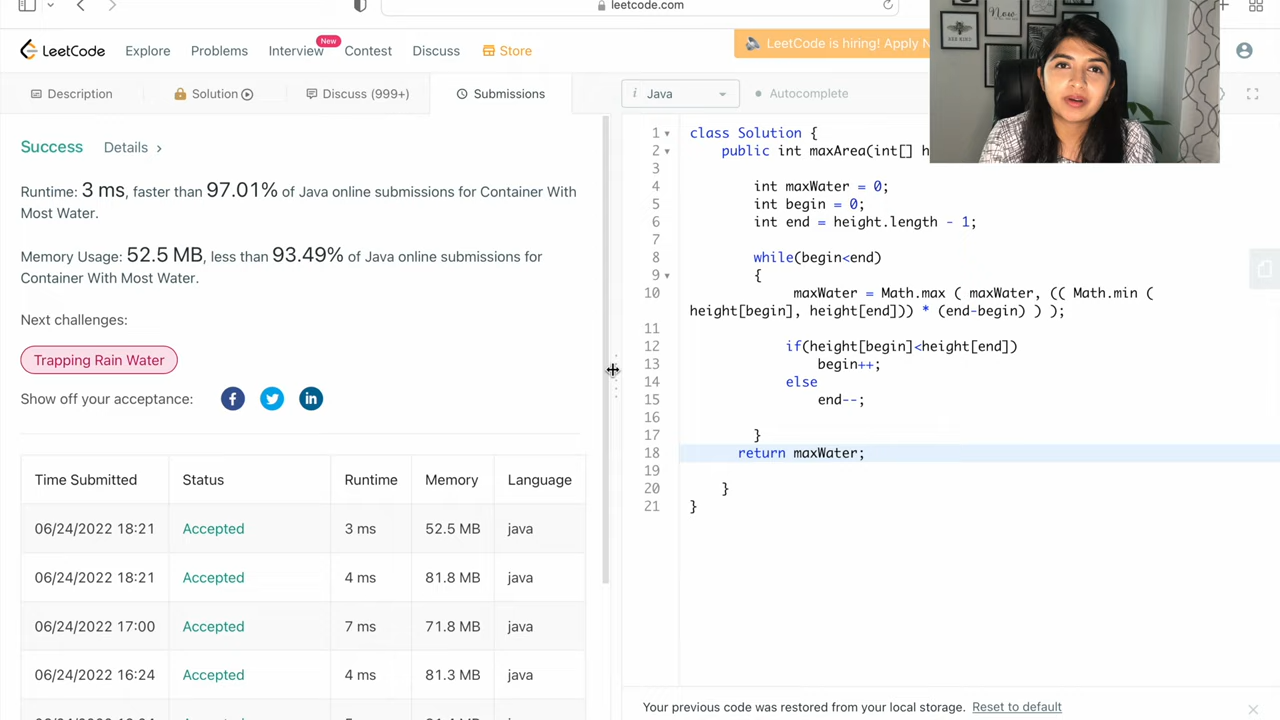 leetcode.com
LeetCode Explore Problems Interview New Contest Discuss Store
LeetCode is hiring! Apply N
Description Solution Discuss (999+) Submissions
Success Details >
Runtime: 3 ms, faster than 97.01% of Java online submissions for Container With
Most Water.
Memory Usage: 52.5 MB, less than 93.49% of Java online submissions for
Container With Most Water.
Next challenges:
Trapping Rain Water
Show off your acceptance:
Time Submitted Status Runtime Memory Language
06/24/2022 18:21 Accepted 3 ms 52.5 MB java
06/24/2022 18:21 Accepted 4 ms 81.8 MB java
06/24/2022 17:00 Accepted 7 ms 71.8 MB java
06/24/2022 16:24 Accepted 4 ms 81.3 MB java
i Java Autocomplete
1 class Solution {
2 public int maxArea(int[] h
3
4 int maxWater = 0;
5 int begin = 0;
6 int end = height.length - 1;
7
8 while(begin<end)
9 {
10 maxWater = Math.max ( maxWater, (( Math.min (
height[begin], height[end])) * (end-begin) ) );
11
12 if(height[begin]<height[end])
13 begin++;
14 else
15 end--;
16
17 }
18 return maxWater;
19
20 }
21 }
Your previous code was restored from your local storage. Reset to default